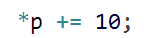 *p += 10;